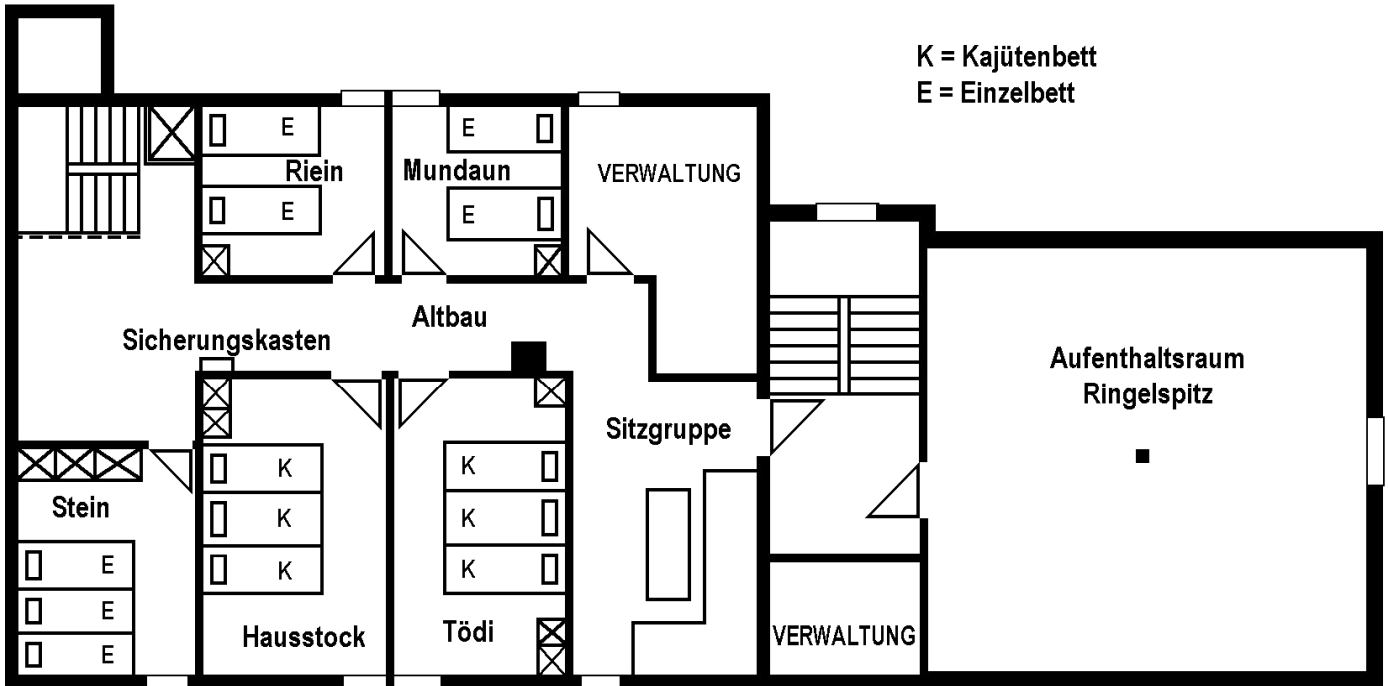 K = Kajütenbett
E = Einzelbett
E
E
Riein
Mundaun
VERWALTUNG
E
E
Altbau
Sicherungskasten
Aufenthaltsraum
Ringelspitz
Sitzgruppe
K
K
Stein
K
K
E
K
K
E
E
Hausstock
Tödi
VERWALTUNG